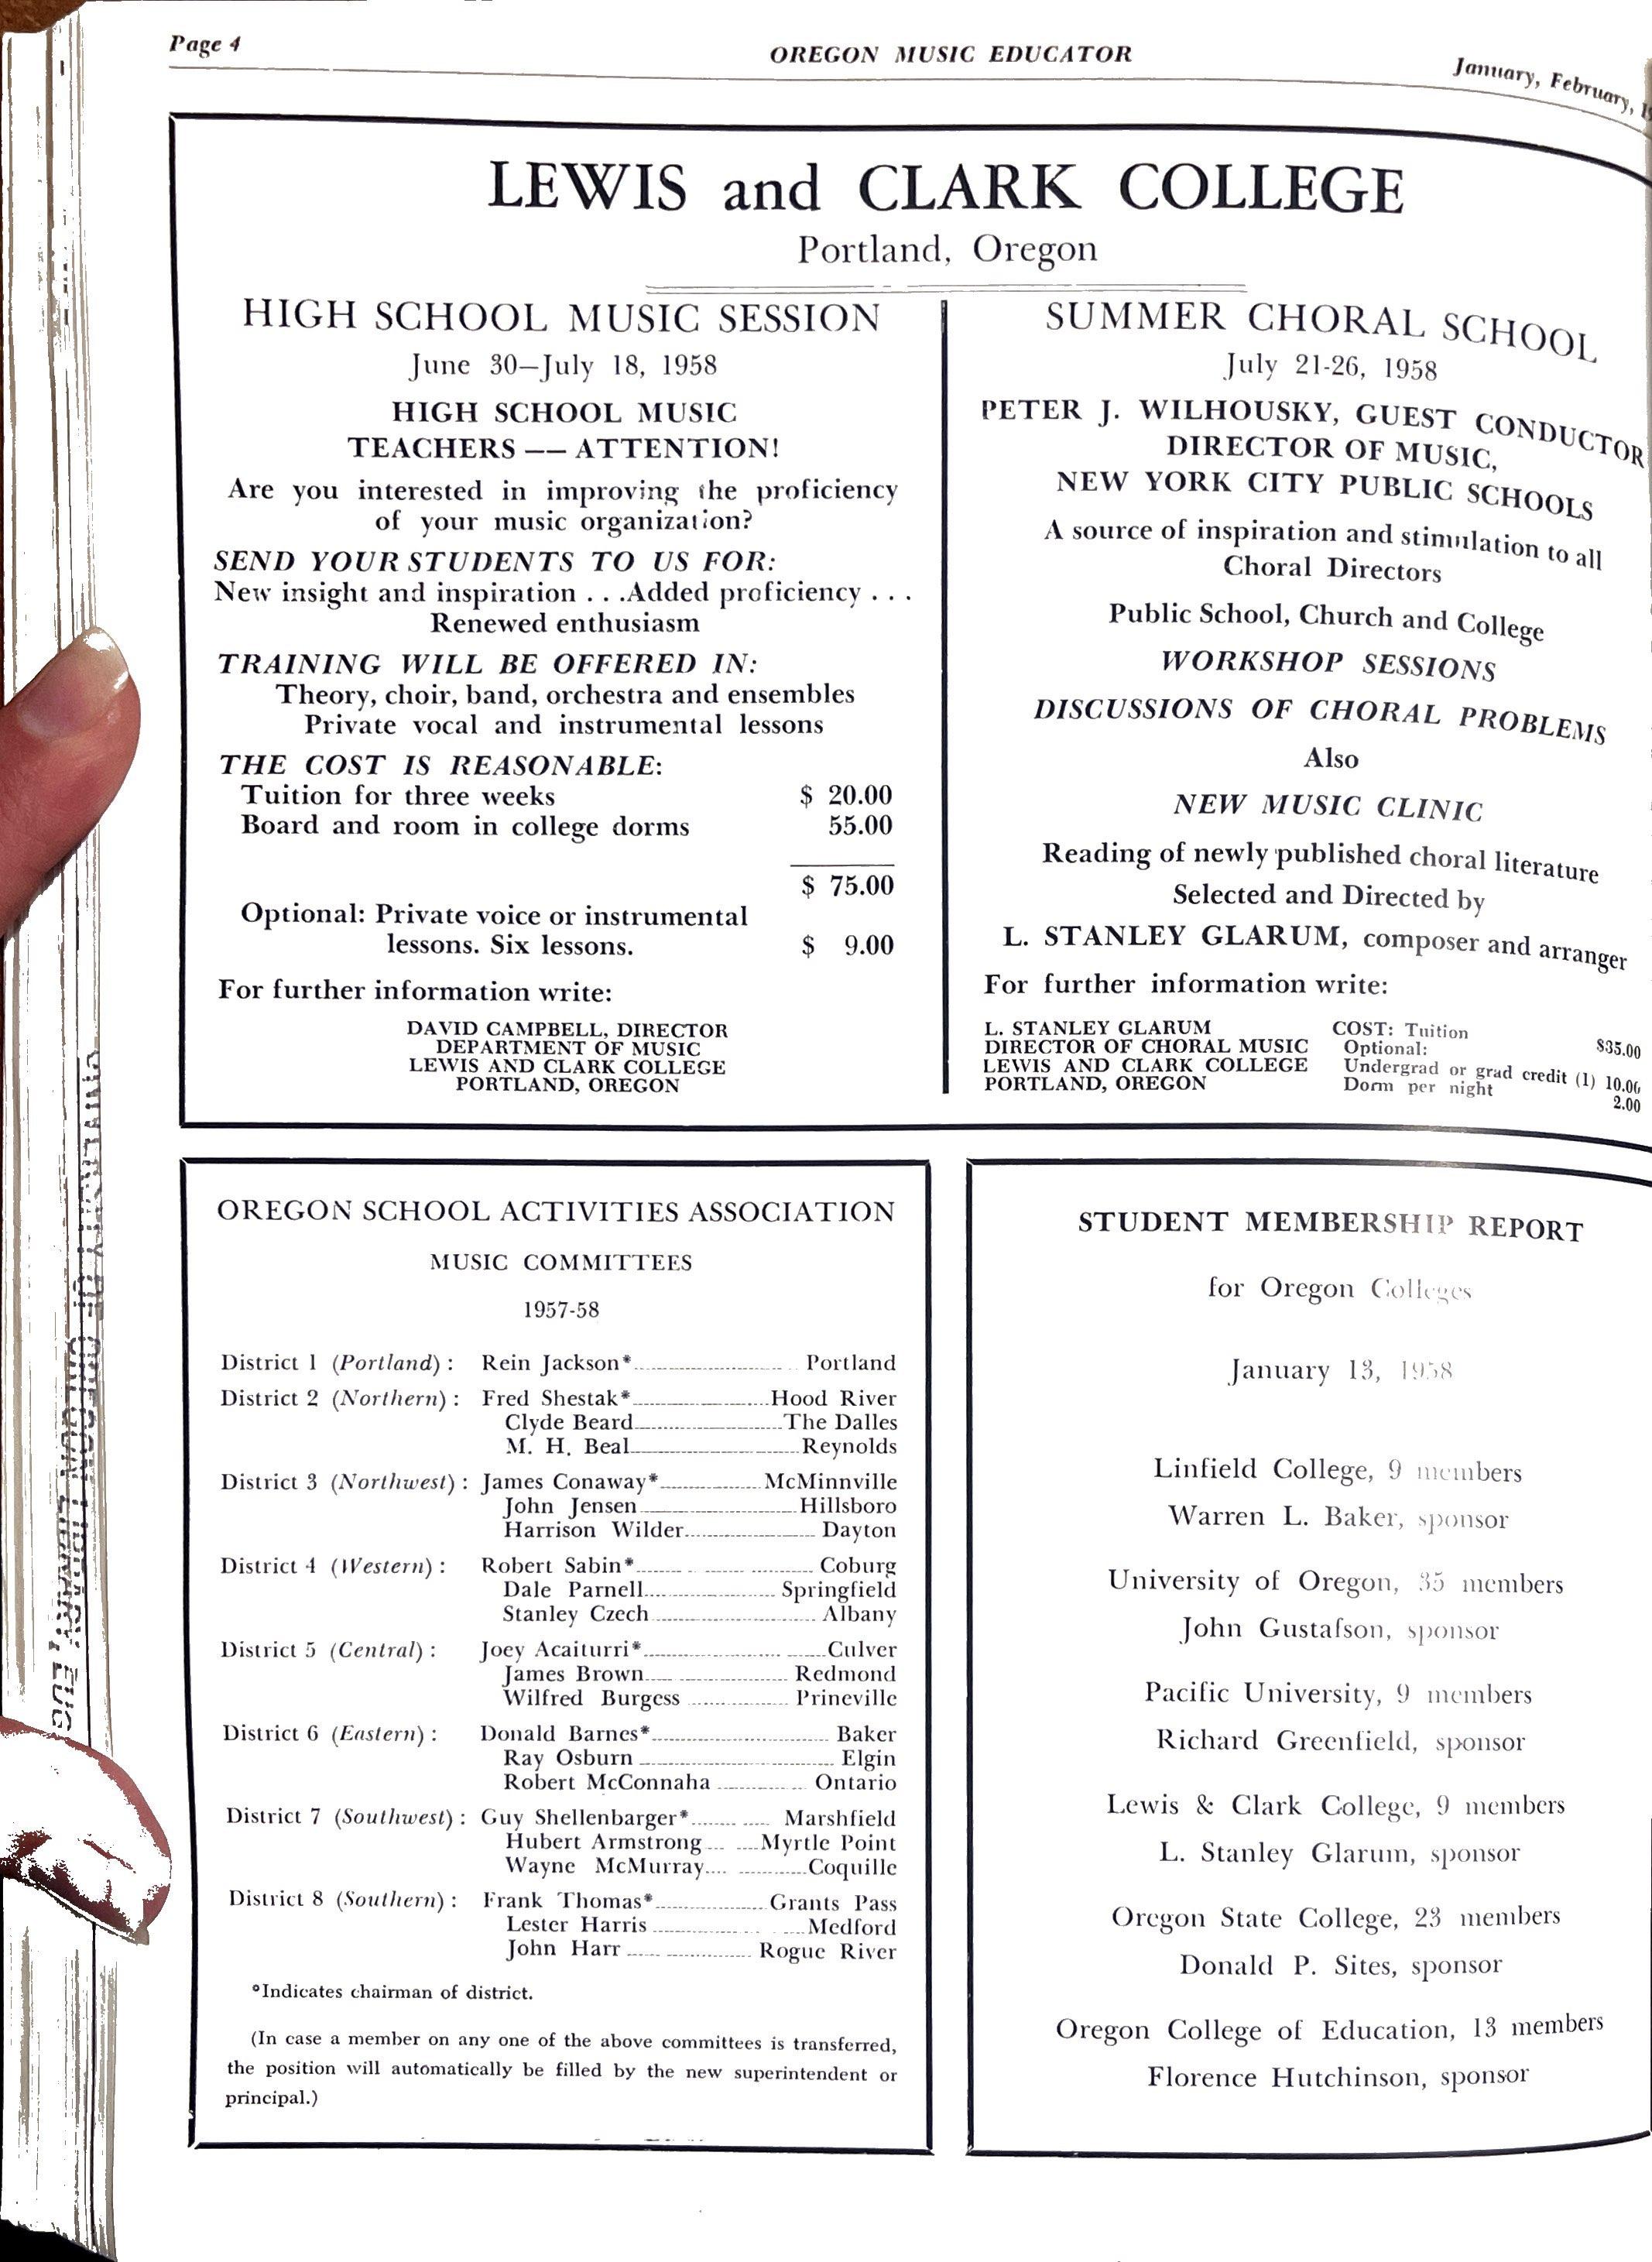 Page 4
OREGON MUSIC EDUCATOR
January, February,
LEWIS and CLARK COLLEGE
Portland, Oregon
HIGH SCHOOL MUSIC SESSION
June 30—July 18, 1958
HIGH SCHOOL MUSIC
TEACHERS —— ATTENTION!
Are you interested in improving the proficiency
of your music organization?
SEND YOUR STUDENTS TO US FOR:
New insight and inspiration . . .Added proficiency . . .
Renewed enthusiasm
TRAINING WILL BE OFFERED IN:
Theory, choir, band, orchestra and ensembles
Private vocal and instrumental lessons
THE COST IS REASONABLE:
Tuition for three weeks $ 20.00
Board and room in college dorms 55.00
$ 75.00
Optional: Private voice or instrumental
lessons. Six lessons. $ 9.00
For further information write:
DAVID CAMPBELL, DIRECTOR
DEPARTMENT OF MUSIC
LEWIS AND CLARK COLLEGE
PORTLAND, OREGON
SUMMER CHORAL SCHOOL
July 21-26, 1958
PETER J. WILHOUSKY, GUEST CONDUCTOR
DIRECTOR OF MUSIC,
NEW YORK CITY PUBLIC SCHOOLS
A source of inspiration and stimulation to all
Choral Directors
Public School, Church and College
WORKSHOP SESSIONS
DISCUSSIONS OF CHORAL PROBLEMS
Also
NEW MUSIC CLINIC
Reading of newly published choral literature
Selected and Directed by
L. STANLEY GLARUM, composer and arranger
For further information write:
L. STANLEY GLARUM
DIRECTOR OF CHORAL MUSIC
LEWIS AND CLARK COLLEGE
PORTLAND, OREGON
COST: Tuition $35.00
Optional:
Undergrad or grad credit (1) 10.00
Dorm per night 2.00
OREGON SCHOOL ACTIVITIES ASSOCIATION
MUSIC COMMITTEES
1957-58
District 1 (Portland): Rein Jackson* Portland
District 2 (Northern): Fred Shestak* Hood River
Clyde Beard The Dalles
M. H. Beal Reynolds
District 3 (Northwest): James Conaway* McMinnville
John Jensen Hillsboro
Harrison Wilder Dayton
District 4 (Western): Robert Sabin* Coburg
Dale Parnell Springfield
Stanley Czech Albany
District 5 (Central): Joey Acaiturri* Culver
James Brown Redmond
Wilfred Burgess Prineville
District 6 (Eastern): Donald Barnes* Baker
Ray Osburn Elgin
Robert McConnaha Ontario
District 7 (Southwest): Guy Shellenbarger* Marshfield
Hubert Armstrong Myrtle Point
Wayne McMurray Coquille
District 8 (Southern): Frank Thomas* Grants Pass
Lester Harris Medford
John Harr Rogue River
*Indicates chairman of district.
(In case a member on any one of the above committees is transferred,
the position will automatically be filled by the new superintendent or
principal.)
STUDENT MEMBERSHIP REPORT
for Oregon Colleges
January 13, 1958
Linfield College, 9 members
Warren L. Baker, sponsor
University of Oregon, 35 members
John Gustafson, sponsor
Pacific University, 9 members
Richard Greenfield, sponsor
Lewis & Clark College, 9 members
L. Stanley Glarum, sponsor
Oregon State College, 23 members
Donald P. Sites, sponsor
Oregon College of Education, 13 members
Florence Hutchinson, sponsor